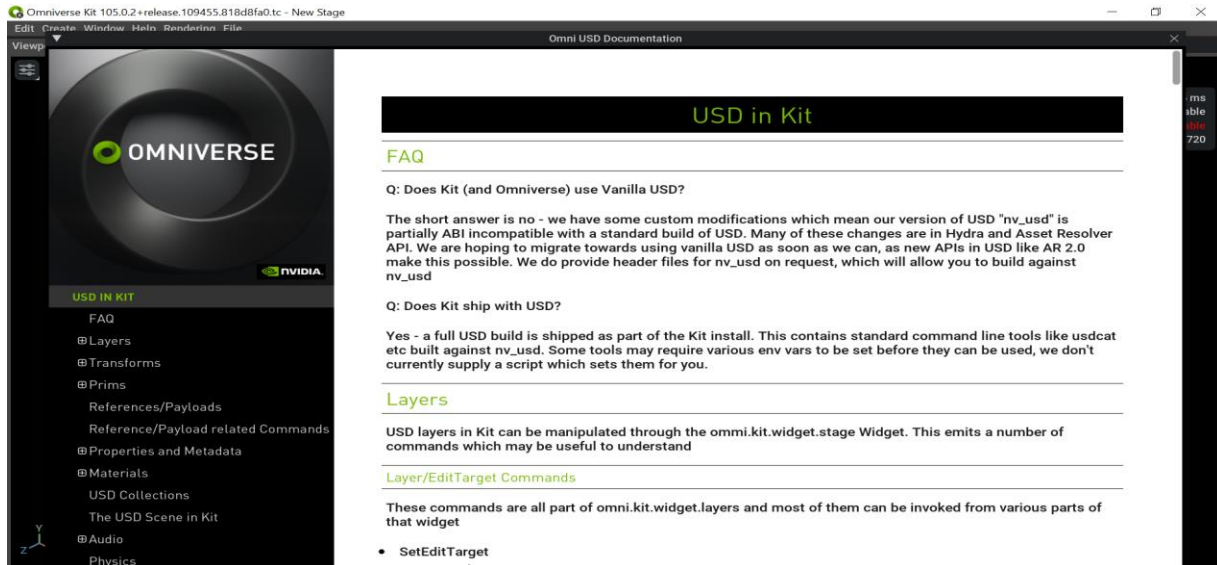 Omniverse Kit 105.0.2+release.109455.818d8fa0.tc - New Stage
Edit Create Window Help Rendering File
Viewp
Omni USD Documentation
ms
able
able
720
OMNIVERSE
NVIDIA.
USD IN KIT
FAQ
Layers
Transforms
Prims
References/Payloads
Reference/Payload related Commands
Properties and Metadata
Materials
USD Collections
The USD Scene in Kit
Audio
Physics
Y
Z
USD in Kit
FAQ
Q: Does Kit (and Omniverse) use Vanilla USD?
The short answer is no - we have some custom modifications which mean our version of USD "nv_usd" is
partially ABI incompatible with a standard build of USD. Many of these changes are in Hydra and Asset Resolver
API. We are hoping to migrate towards using vanilla USD as soon as we can, as new APIs in USD like AR 2.0
make this possible. We do provide header files for nv_usd on request, which will allow you to build against
nv_usd
Q: Does Kit ship with USD?
Yes - a full USD build is shipped as part of the Kit install. This contains standard command line tools like usdcat
etc built against nv_usd. Some tools may require various env vars to be set before they can be used, we don't
currently supply a script which sets them for you.
Layers
USD layers in Kit can be manipulated through the ommi.kit.widget.stage Widget. This emits a number of
commands which may be useful to understand
Layer/EditTarget Commands
These commands are all part of omni.kit.widget.layers and most of them can be invoked from various parts of
that widget
• SetEditTarget